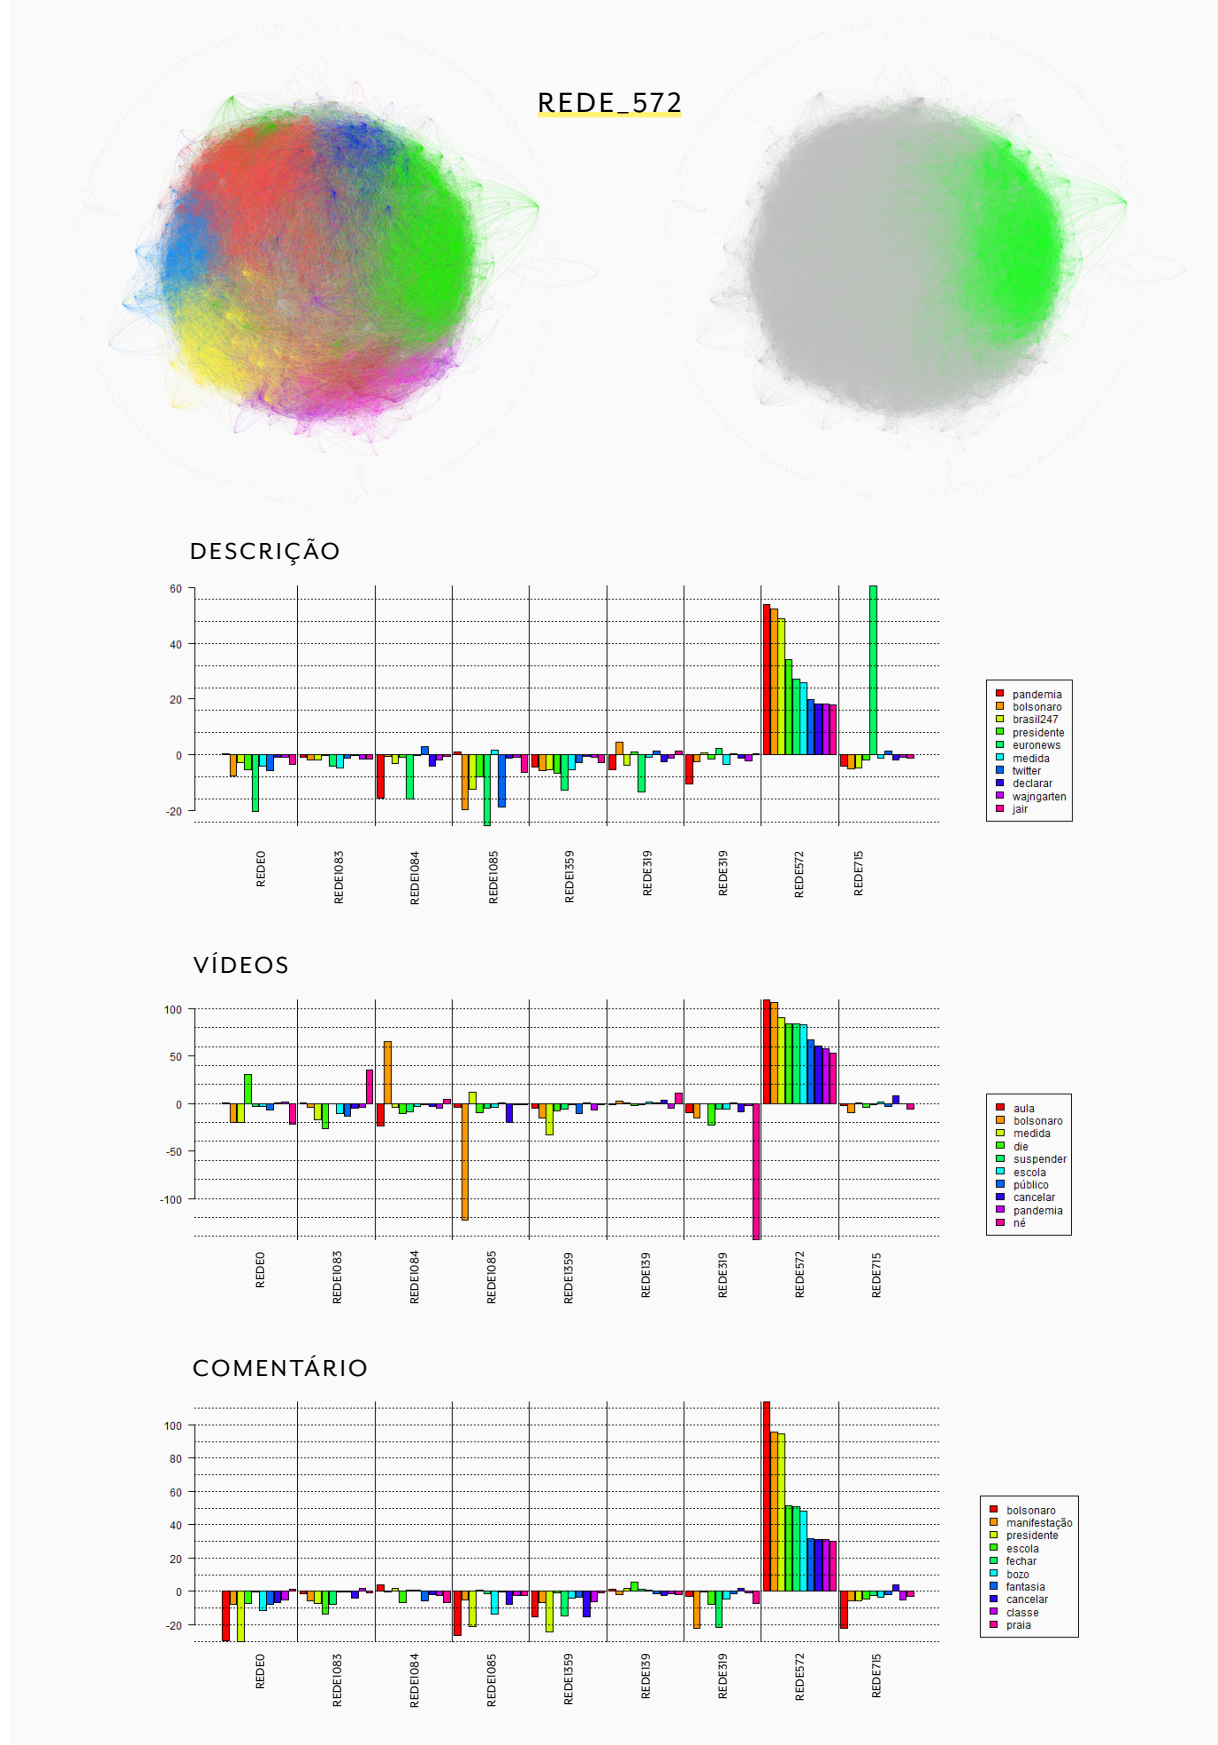 REDE_572
DESCRIÇÃO
60
40
20
0
-20
REDE0
REDE1083
REDE1084
REDE1085
REDE1359
REDE319
REDE319
REDE572
REDE715
pandemia
bolsonaro
brasil247
presidente
euronews
medida
twitter
declarar
wajngarten
jair
VÍDEOS
100
50
0
-50
-100
REDE0
REDE1083
REDE1084
REDE1085
REDE1359
REDE139
REDE319
REDE572
REDE715
aula
bolsonaro
medida
die
suspender
escola
público
cancelar
pandemia
né
COMENTÁRIO
100
80
60
40
20
0
-20
REDE0
REDE1083
REDE1084
REDE1085
REDE1359
REDE139
REDE319
REDE572
REDE715
bolsonaro
manifestação
presidente
escola
fechar
bozo
fantasia
cancelar
classe
praia